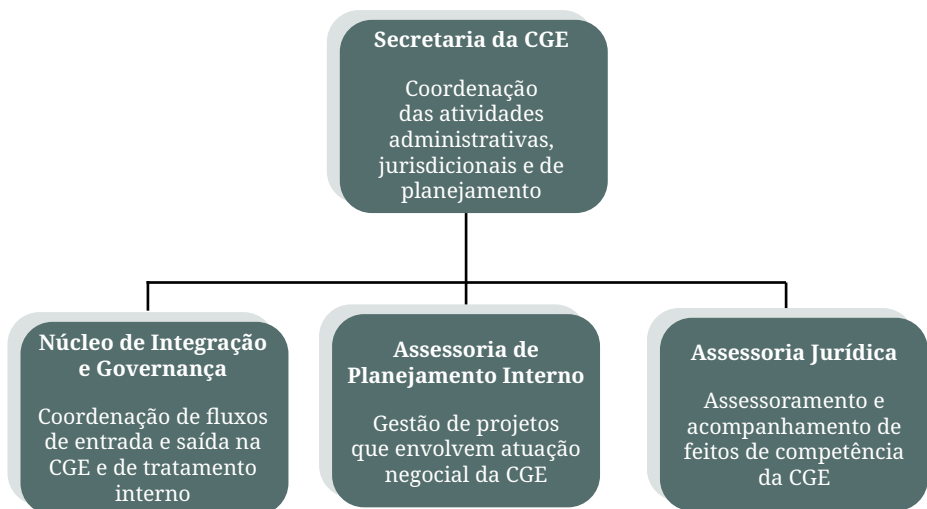 Secretaria da CGE
Coordenação
das atividades
administrativas,
jurisdicionais e de
planejamento
Núcleo de Integração
e Governança
Coordenação de fluxos
de entrada e saída na
CGE e de tratamento
interno
Assessoria de
Planejamento Interno
Gestão de projetos
que envolvem atuação
negocial da CGE
Assessoria Jurídica
Assessoramento e
acompanhamento de
feitos de competência
da CGE